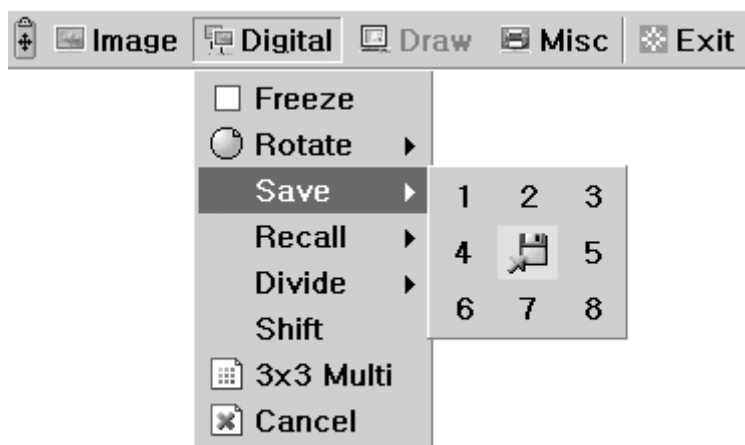 Image Digital Draw Misc Exit
Freeze
Rotate
Save
1 2 3
Recall
4 5
Divide
6 7 8
Shift
3x3 Multi
Cancel